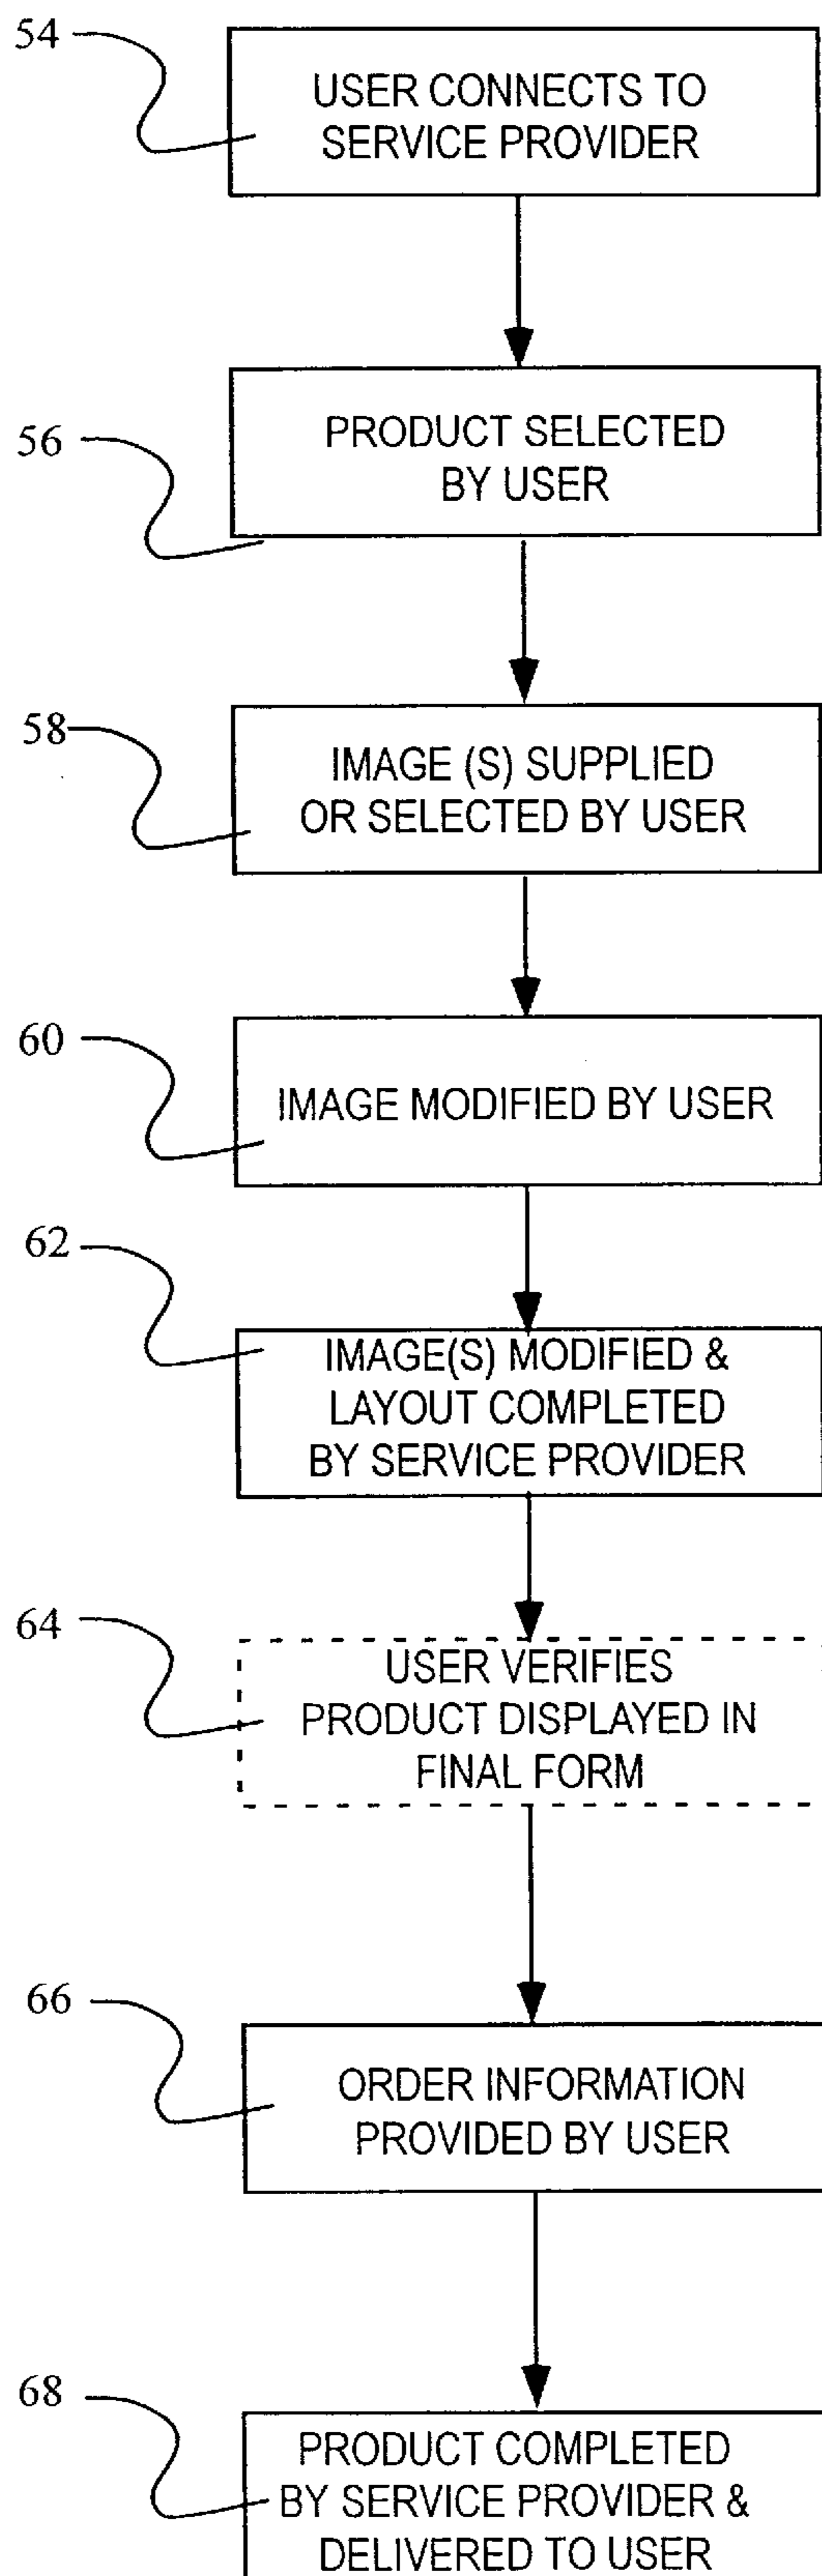 54
USER CONNECTS TO
SERVICE PROVIDER
56
PRODUCT SELECTED
BY USER
58
IMAGE (S) SUPPLIED
OR SELECTED BY USER
60
IMAGE MODIFIED BY USER
62
IMAGE(S) MODIFIED &
LAYOUT COMPLETED
BY SERVICE PROVIDER
64
USER VERIFIES
PRODUCT DISPLAYED IN
FINAL FORM
66
ORDER INFORMATION
PROVIDED BY USER
68
PRODUCT COMPLETED
BY SERVICE PROVIDER &
DELIVERED TO USER